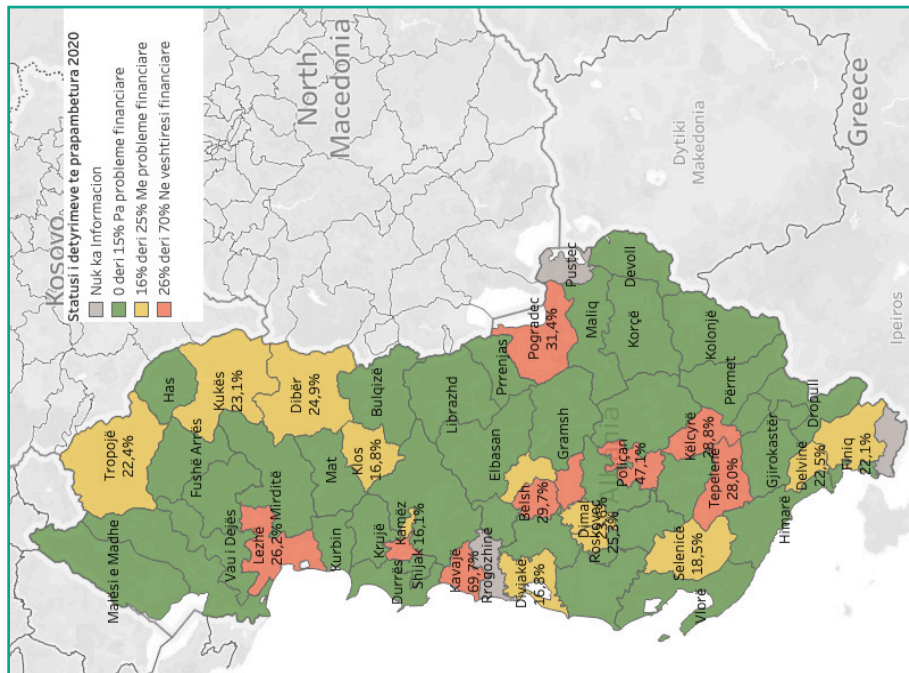 Statusi i detyrimeve te prapambetura 2020
Nuk ka Informacion
0 deri 15% Pa probleme financiare
16% deri 25% Me probleme financiare
26% deri 70% Ne veshtiresi financiare
Kosovo
North
Macedonia
Dytiki
Makedonia
Greece
Ipeiros
Malësi e Madhe
Tropojë
22,4%
Has
Fushë Arrës
Kukës
23,1%
Vau i Dejës
Lezhë
26,2%
Mirditë
Dibër
24,9%
Kurbin
Mat
Klos
16,8%
Bulqizë
Krujë
Durrës
Kamëz
Shijak
16,1%
Librazhd
Kavajë
69,7%
Rrogozhinë
Elbasan
Prrenjas
Pogradec
31,4%
Pustec
Belsh
29,7%
Gramsh
Divjakë
16,8%
Maliq
Devoll
Roskovec
25,3%
Poliçan
47,1%
Korçë
Selenicë
18,5%
Këlcyrë
28,8%
Tepelenë
28,0%
Kolonjë
Përmet
Vlorë
Himarë
Gjirokastër
Delvinë
22,5%
Dropull
Finiq
22,1%